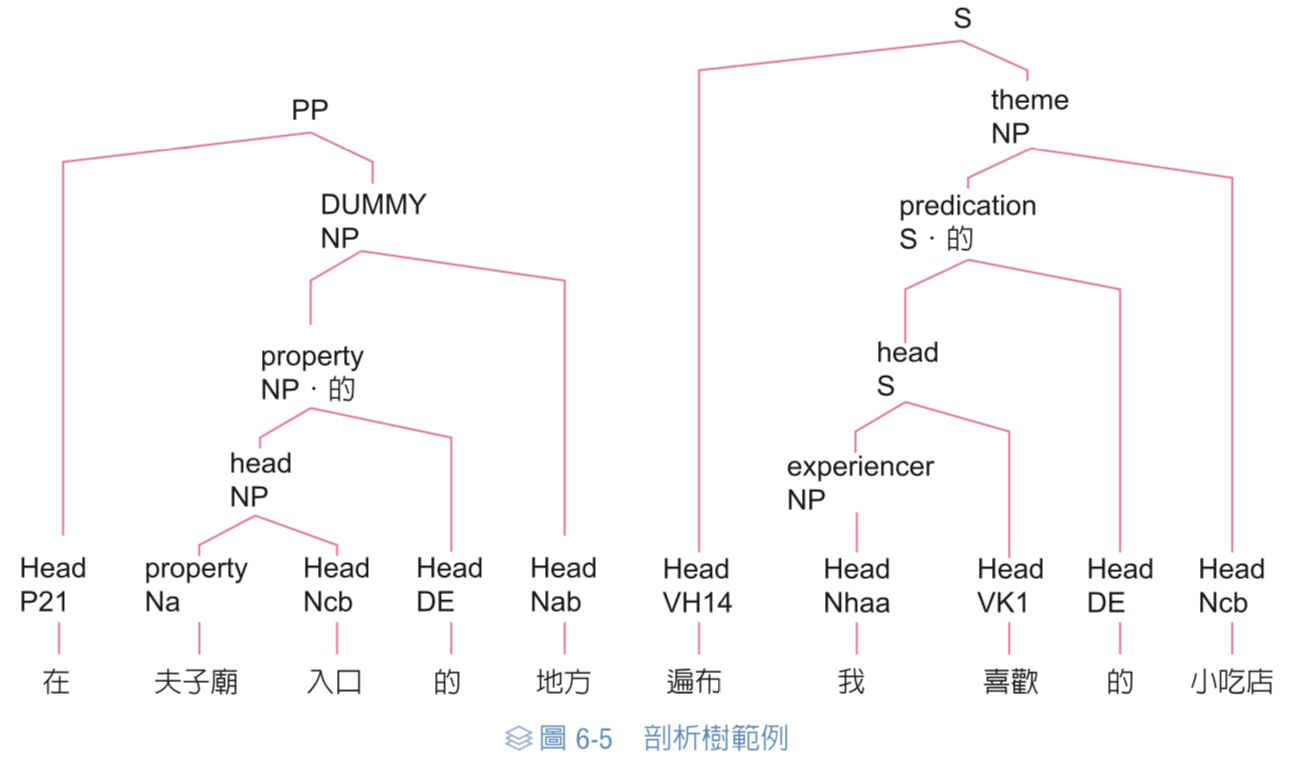 S
theme
NP
PP
DUMMY
NP
predication
S · 的
property
NP · 的
head
S
head
NP
experiencer
NP
Head property Head Head Head Head Head Head Head Head
P21 Na Ncb DE Nab VH14 Nhaa VK1 DE Ncb
在 夫子廟 入口 的 地方 遍布 我 喜歡 的 小吃店
圖 6-5 剖析樹範例